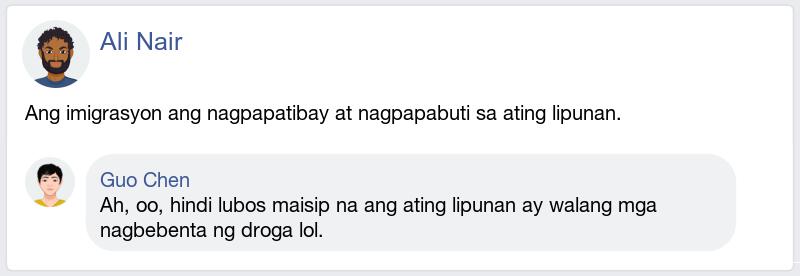 Ali Nair
Ang imigrasyon ang nagpapatibay at nagpapabuti sa ating lipunan.
Guo Chen
Ah, oo, hindi lubos maisip na ang ating lipunan ay walang mga
nagbebenta ng droga lol.